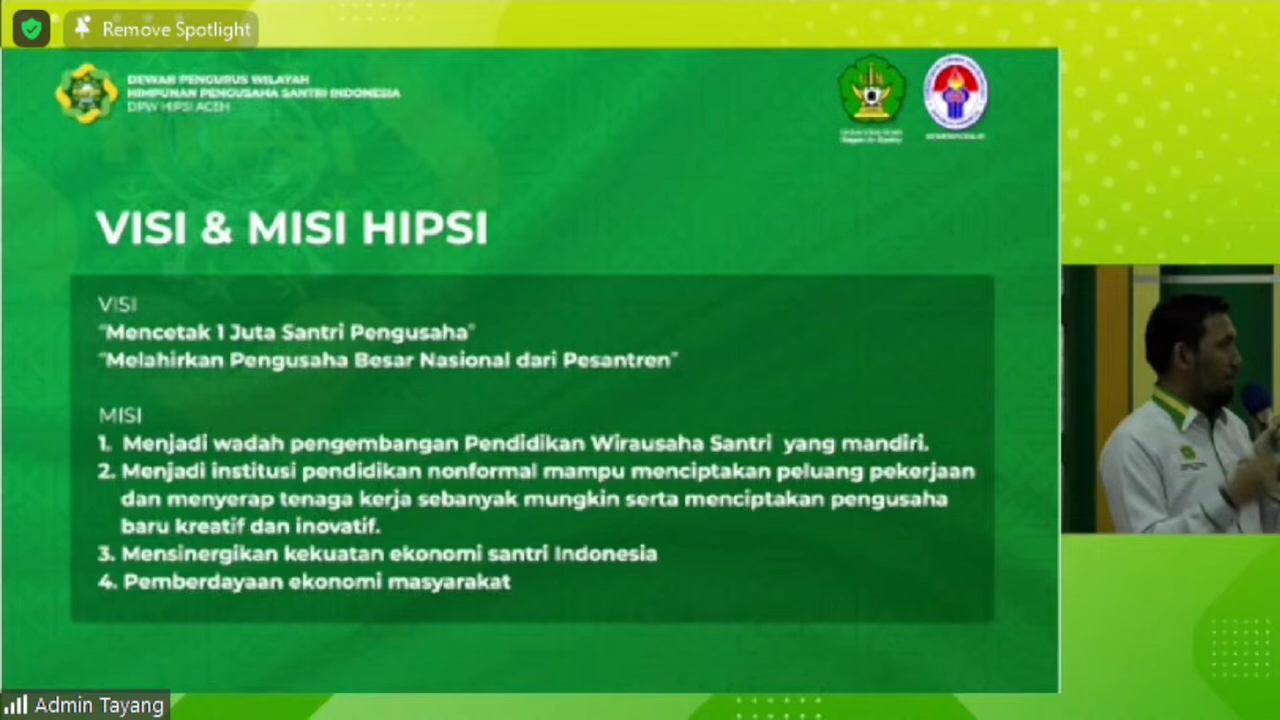 Remove Spotlight
DEWAN PENGURUS WILAYAH
HIMPUNAN PENGUSAHA SANTRI INDONESIA
DPW HIPSI ACEH
VISI & MISI HIPSI
VISI
"Mencetak 1 Juta Santri Pengusaha"
"Melahirkan Pengusaha Besar Nasional dari Pesantren"
MISI
1. Menjadi wadah pengembangan Pendidikan Wirausaha Santri yang mandiri.
2. Menjadi institusi pendidikan nonformal mampu menciptakan peluang pekerjaan
dan menyerap tenaga kerja sebanyak mungkin serta menciptakan pengusaha
baru kreatif dan inovatif.
3. Mensinergikan kekuatan ekonomi santri Indonesia
4. Pemberdayaan ekonomi masyarakat
Admin Tayang